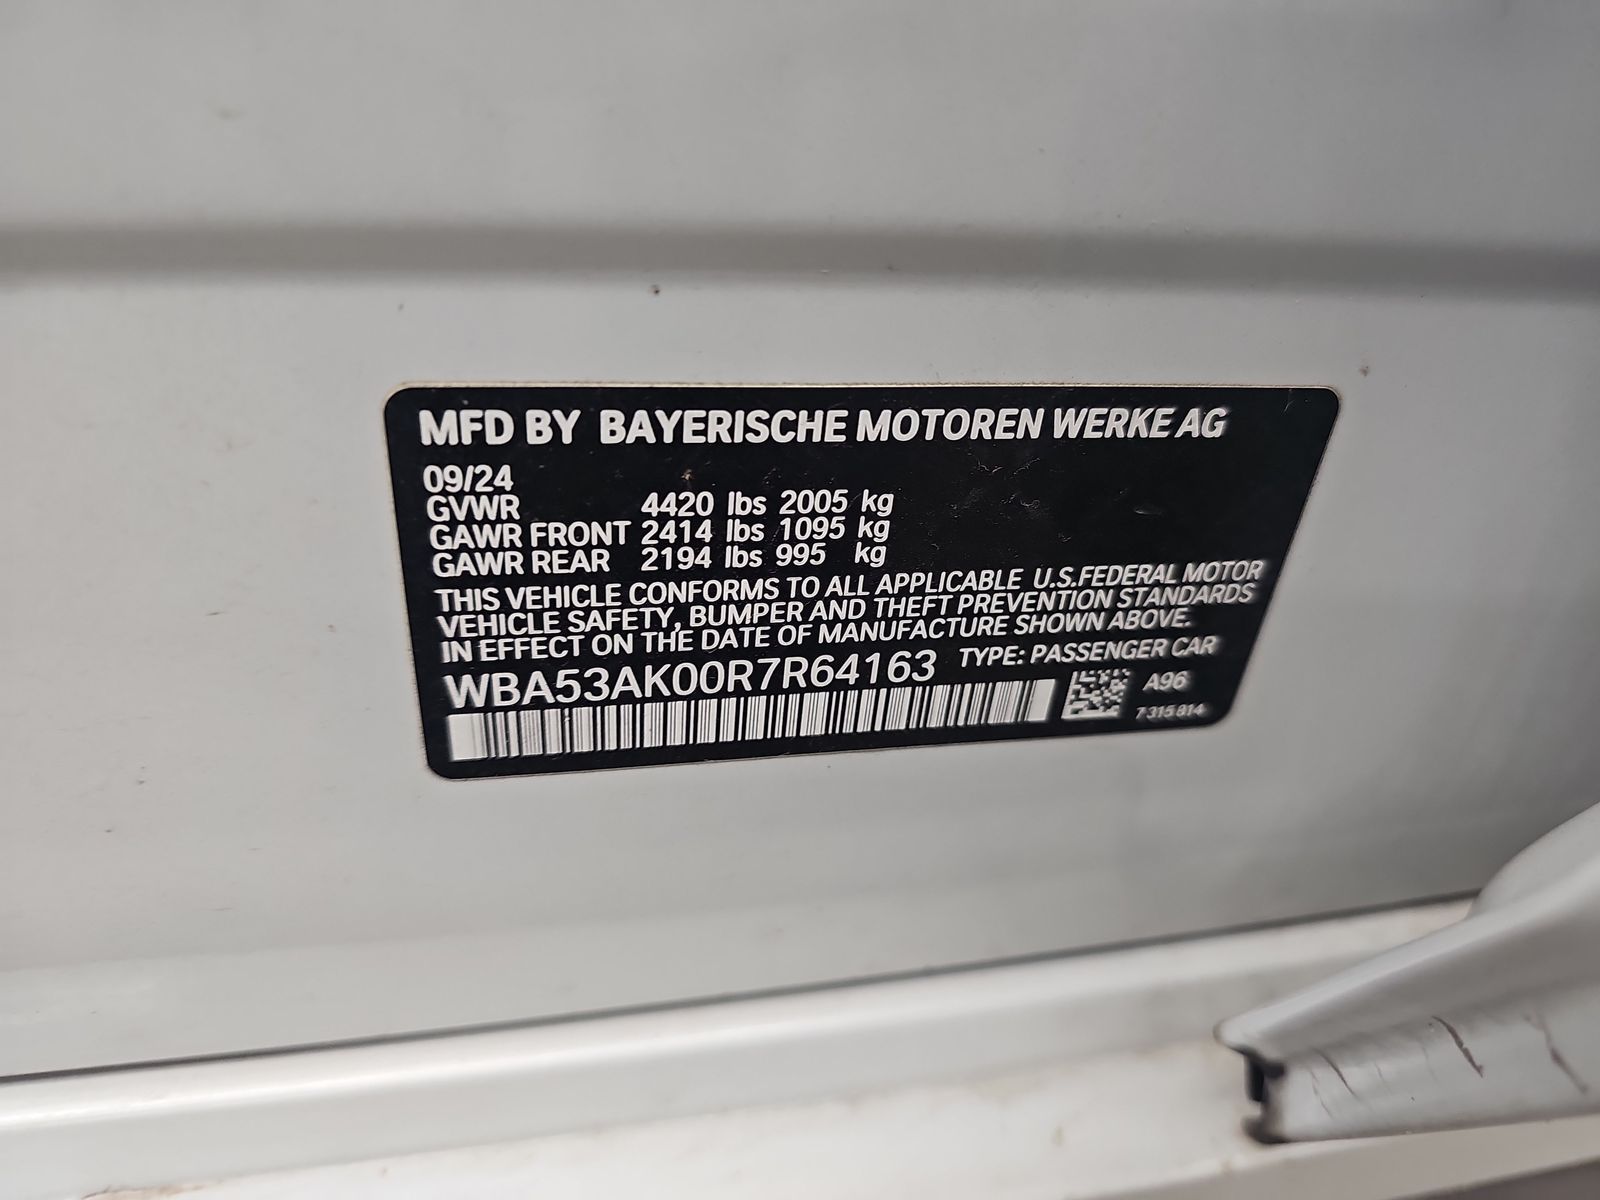 MFD BY BAYERISCHE MOTOREN WERKE AG
09/24
GVWR 4420 lbs 2005 kg
GAWR FRONT 2414 lbs 1095 kg
GAWR REAR 2194 lbs 995 kg
THIS VEHICLE CONFORMS TO ALL APPLICABLE U.S.FEDERAL MOTOR
VEHICLE SAFETY, BUMPER AND THEFT PREVENTION STANDARDS
IN EFFECT ON THE DATE OF MANUFACTURE SHOWN ABOVE.
WBA53AK00R7R64163 TYPE: PASSENGER CAR
A96
7 315 814